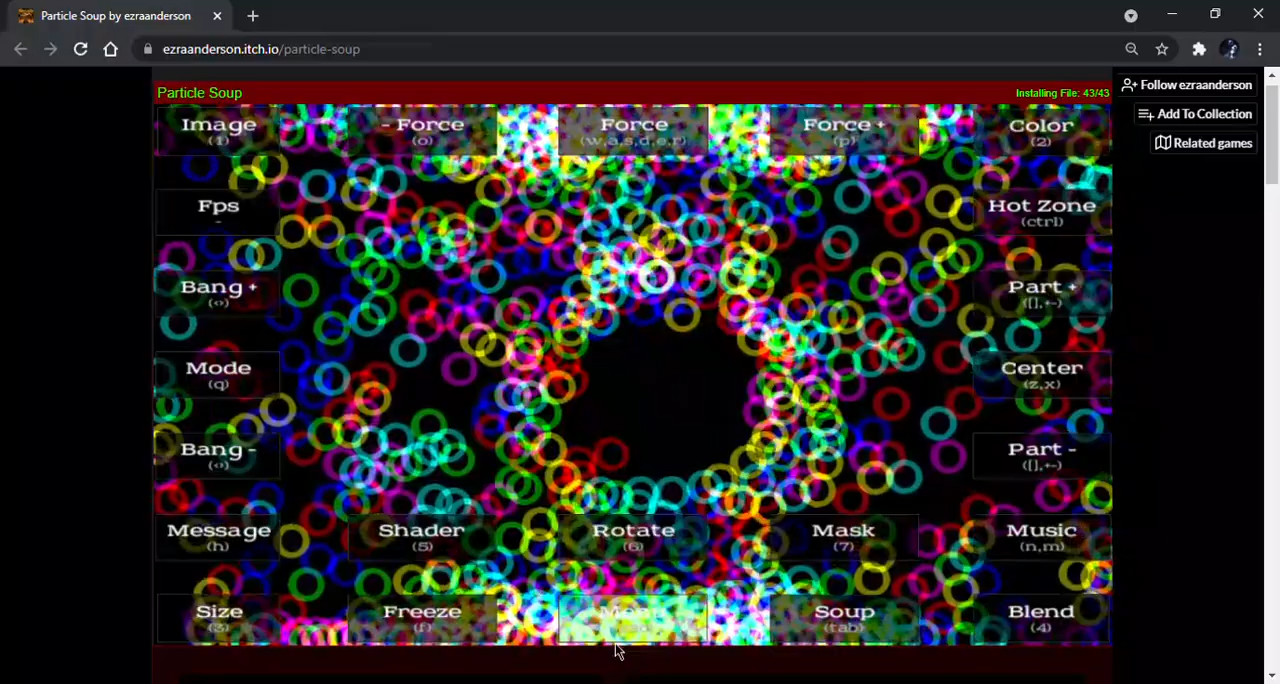 Particle Soup by ezraanderson
ezraanderson.itch.io/particle-soup
Particle Soup
Installing File: 43/43
Follow ezraanderson
Add To Collection
Related games
Image
(1)
- Force
(o)
Force
(w,a,s,d,e,r)
Force +
(p)
Color
(2)
Fps
-
Hot Zone
(ctrl)
Bang +
(‹›)
Part +
([],+-)
Mode
(q)
Center
(z,x)
Bang -
(‹›)
Part -
([],+-)
Message
(h)
Shader
(5)
Rotate
(6)
Mask
(7)
Music
(n,m)
Size
(3)
Freeze
(f)
Menu
Soup
(tab)
Blend
(4)